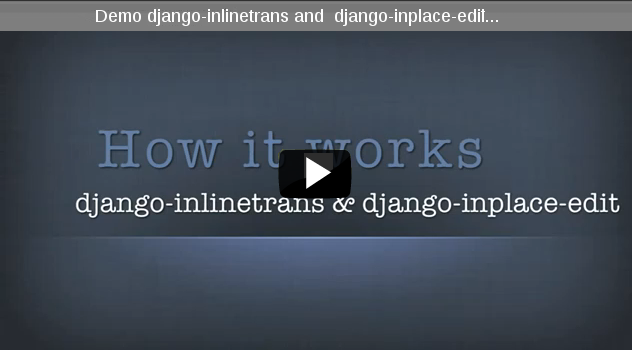 Demo django-inlinetrans and django-inplace-edit...
How it works
django-inlinetrans & django-inplace-edit